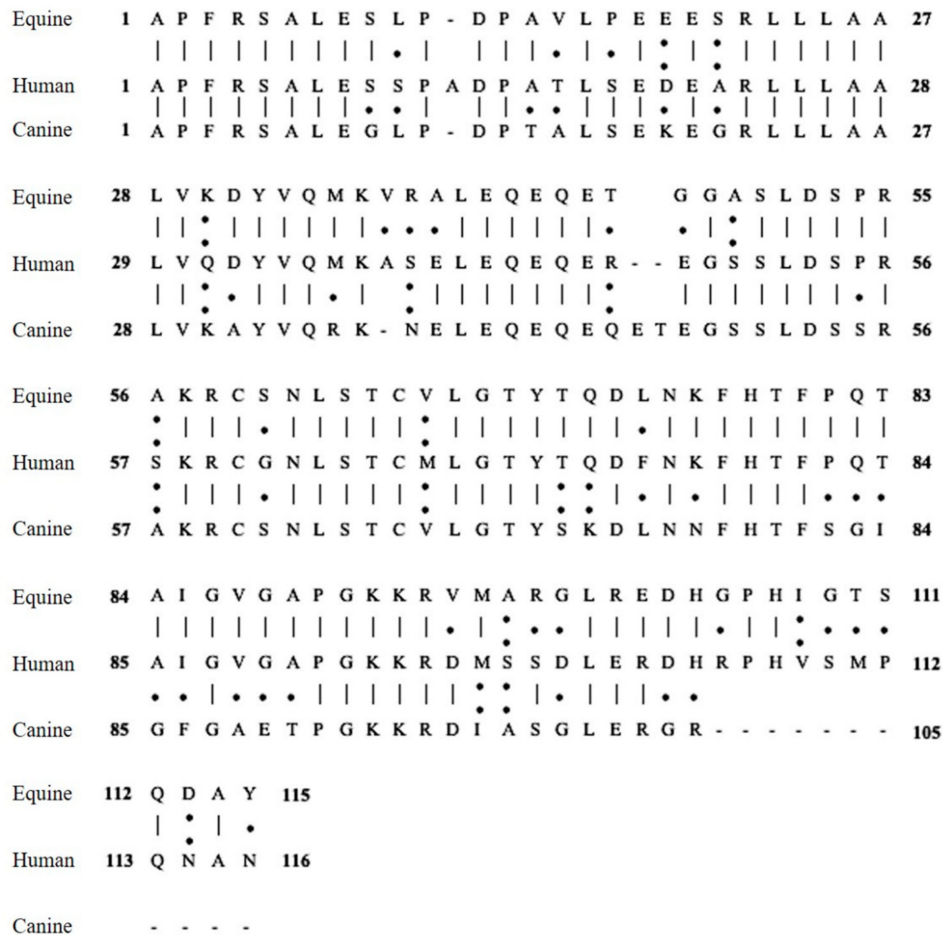 Equine 1 A P F R S A L E S L P - D P A V L P E E E S R L L L A A 27
Human 1 A P F R S A L E S S P A D P A T L S E D E A R L L L A A 28
Canine 1 A P F R S A L E G L P - D P T A L S E K E G R L L L A A 27
Equine 28 L V K D Y V Q M K V R A L E Q E Q E T G G A S L D S P R 55
Human 29 L V Q D Y V Q M K A S E L E Q E Q E R - - E G S S L D S P R 56
Canine 28 L V K A Y V Q R K - N E L E Q E Q E Q E T E G S S L D S S R 56
Equine 56 A K R C S N L S T C V L G T Y T Q D L N K F H T F P Q T 83
Human 57 S K R C G N L S T C M L G T Y T Q D F N K F H T F P Q T 84
Canine 57 A K R C S N L S T C V L G T Y S K D L N N F H T F S G I 84
Equine 84 A I G V G A P G K K R V M A R G L R E D H G P H I G T S 111
Human 85 A I G V G A P G K K R D M S S D L E R D H R P H V S M P 112
Canine 85 G F G A E T P G K K R D I A S G L E R G R - - - - - - - 105
Equine 112 Q D A Y 115
Human 113 Q N A N 116
Canine - - - -